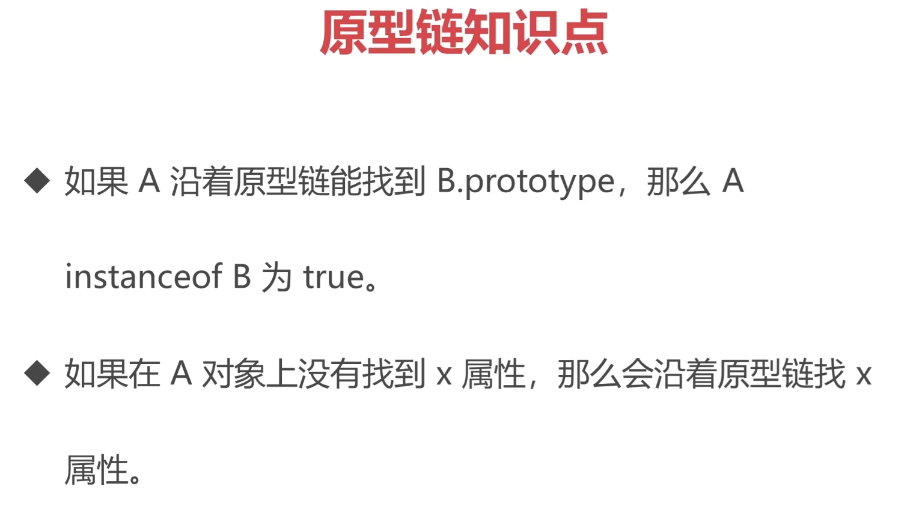 原型链知识点
◆ 如果 A 沿着原型链能找到 B.prototype，那么 A
instanceof B 为 true。
◆ 如果在 A 对象上没有找到 x 属性，那么会沿着原型链找 x
属性。